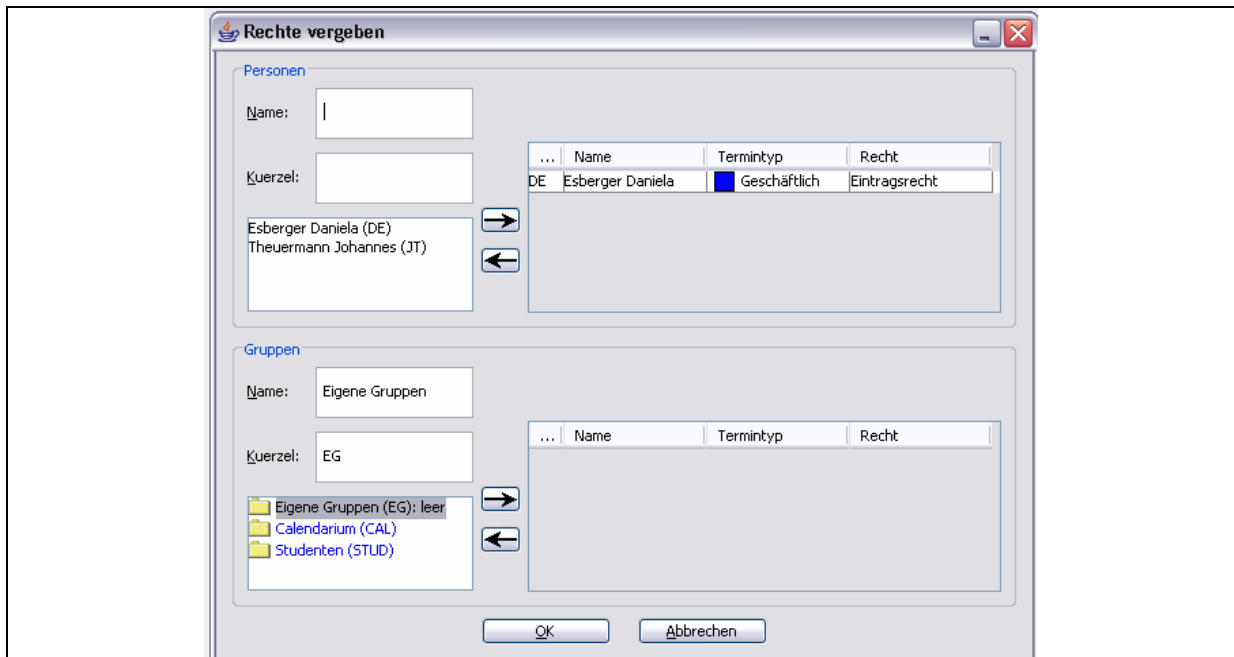 Rechte vergeben
Personen
Name:
Kuerzel:
Esberger Daniela (DE)
Theuermann Johannes (JT)
... Name Termintyp Recht
DE Esberger Daniela Geschäftlich Eintragsrecht
Gruppen
Name: Eigene Gruppen
Kuerzel: EG
Eigene Gruppen (EG): leer
Calendarium (CAL)
Studenten (STUD)
... Name Termintyp Recht
OK Abbrechen